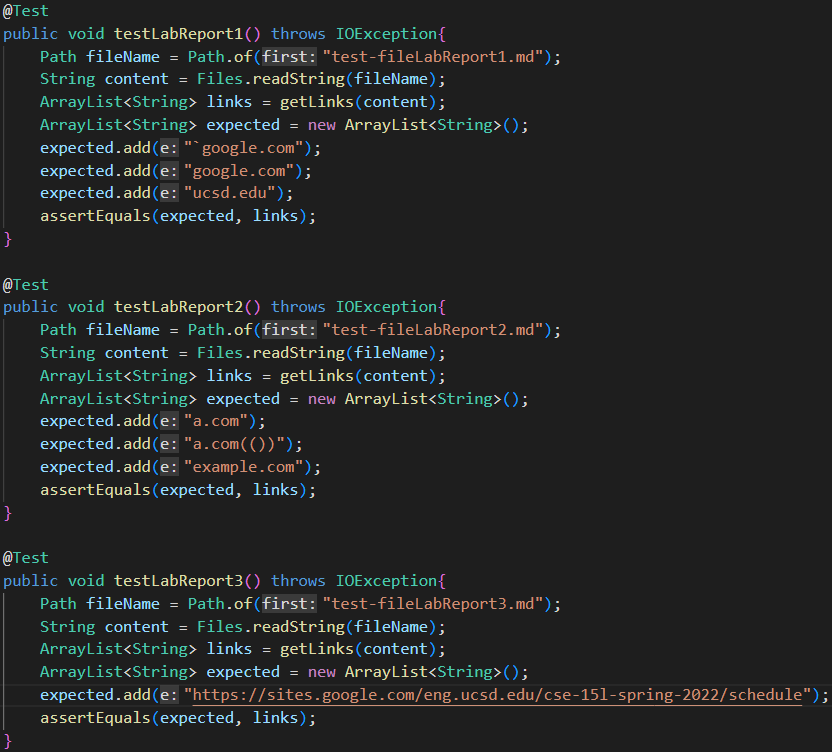 @Test
public void testLabReport1() throws IOException{
    Path fileName = Path.of(first: "test-fileLabReport1.md");
    String content = Files.readString(fileName);
    ArrayList<String> links = getLinks(content);
    ArrayList<String> expected = new ArrayList<String>();
    expected.add(e: "`google.com");
    expected.add(e: "google.com");
    expected.add(e: "ucsd.edu");
    assertEquals(expected, links);
}
@Test
public void testLabReport2() throws IOException{
    Path fileName = Path.of(first: "test-fileLabReport2.md");
    String content = Files.readString(fileName);
    ArrayList<String> links = getLinks(content);
    ArrayList<String> expected = new ArrayList<String>();
    expected.add(e: "a.com");
    expected.add(e: "a.com(())");
    expected.add(e: "example.com");
    assertEquals(expected, links);
}
@Test
public void testLabReport3() throws IOException{
    Path fileName = Path.of(first: "test-fileLabReport3.md");
    String content = Files.readString(fileName);
    ArrayList<String> links = getLinks(content);
    ArrayList<String> expected = new ArrayList<String>();
    expected.add(e: "https://sites.google.com/eng.ucsd.edu/cse-15l-spring-2022/schedule");
    assertEquals(expected, links);
}